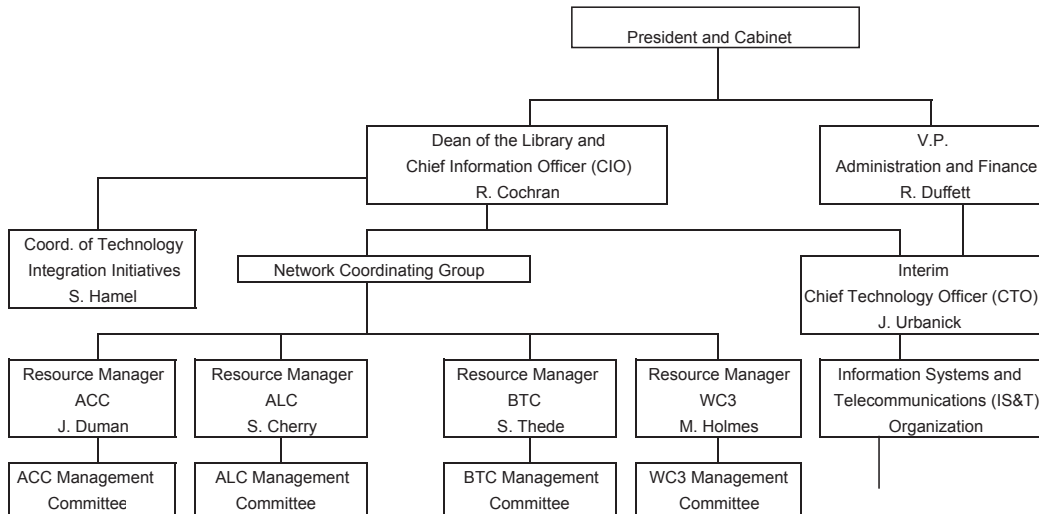 President and Cabinet
Dean of the Library and
Chief Information Officer (CIO)
R. Cochran
V.P.
Administration and Finance
R. Duffett
Coord. of Technology
Integration Initiatives
S. Hamel
Network Coordinating Group
Interim
Chief Technology Officer (CTO)
J. Urbanick
Resource Manager
ACC
J. Duman
Resource Manager
ALC
S. Cherry
Resource Manager
BTC
S. Thede
Resource Manager
WC3
M. Holmes
Information Systems and
Telecommunications (IS&T)
Organization
ACC Management
Committee
ALC Management
Committee
BTC Management
Committee
WC3 Management
Committee